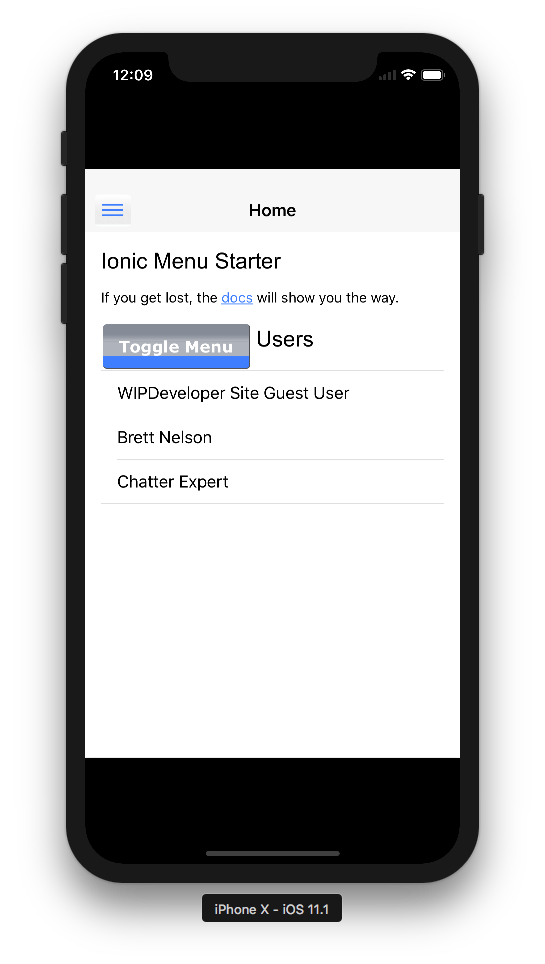 12:09
Home
Ionic Menu Starter
If you get lost, the docs will show you the way.
Toggle Menu Users
WIPDeveloper Site Guest User
Brett Nelson
Chatter Expert
iPhone X - iOS 11.1